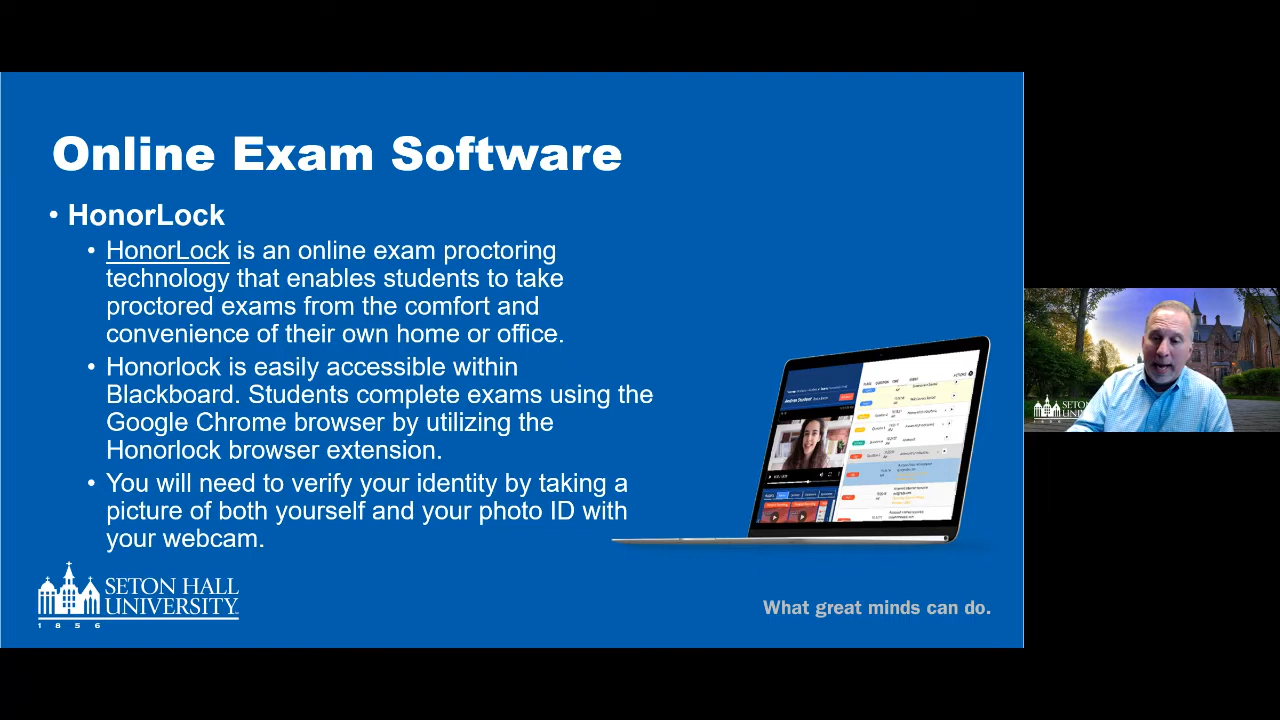 Online Exam Software
• HonorLock
• HonorLock is an online exam proctoring
technology that enables students to take
proctored exams from the comfort and
convenience of their own home or office.
• Honorlock is easily accessible within
Blackboard. Students complete exams using the
Google Chrome browser by utilizing the
Honorlock browser extension.
• You will need to verify your identity by taking a
picture of both yourself and your photo ID with
your webcam.
SETON HALL
UNIVERSITY
1856
What great minds can do.